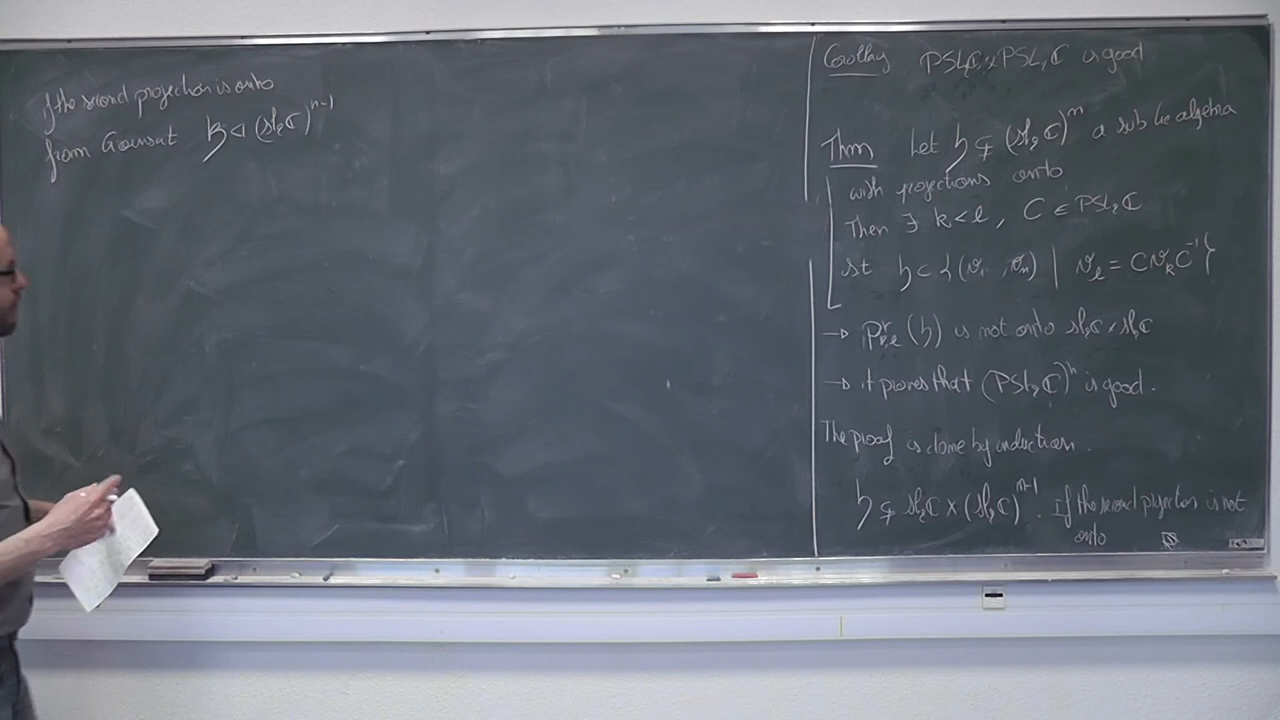 if the second projection is onto
from Goursat 𝔥 ◁ (sl₂ℂ)ⁿ⁻¹
Corollary PSL₂ℂ × PSL₂ℂ is good
Thm Let 𝔥 ⊊ (sl₂ℂ)ⁿ a sub Lie algebra
with projections onto
Then ∃ k<l, C ∈ PSL₂ℂ
st 𝔥 ⊂ {(v₁, vₙ) | v_l = C v_k C⁻¹}
→ Pr_{k,l}(𝔥) is not onto sl₂ℂ × sl₂ℂ
→ it proves that (PSL₂ℂ)ⁿ is good.
The proof is done by induction.
𝔥 ⊊ sl₂ℂ × (sl₂ℂ)ⁿ⁻¹. If the second projection is not
onto